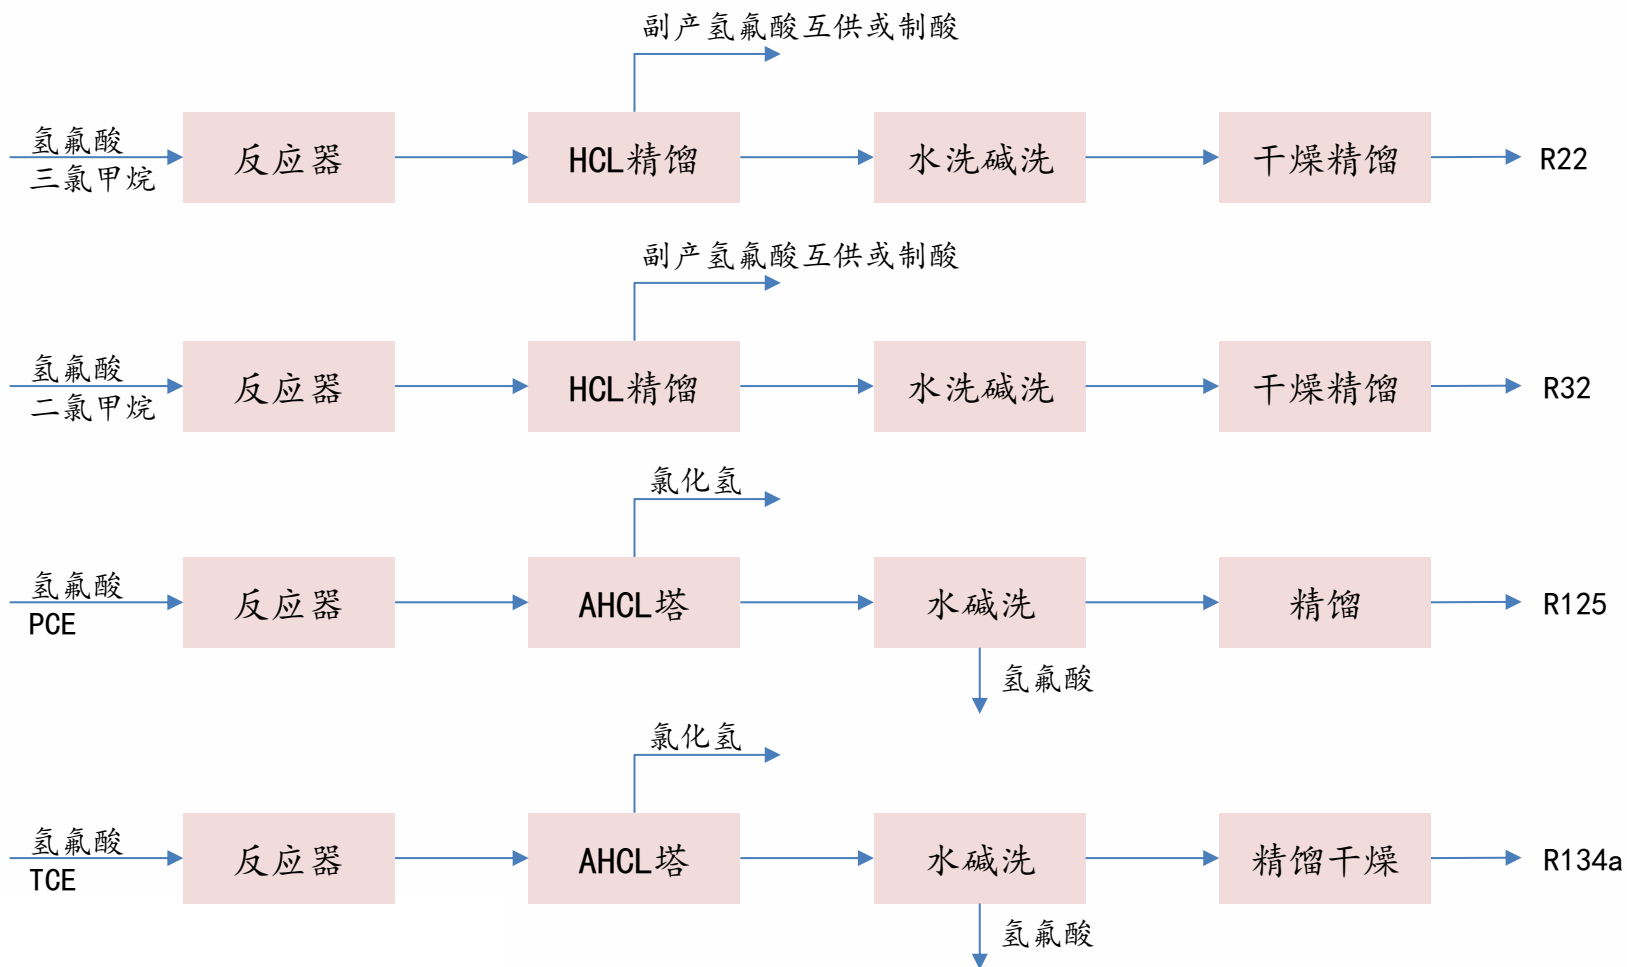 副产氢氟酸互供或制酸
氢氟酸
三氯甲烷
反应器
HCL精馏
水洗碱洗
干燥精馏
R22
副产氢氟酸互供或制酸
氢氟酸
二氯甲烷
反应器
HCL精馏
水洗碱洗
干燥精馏
R32
氯化氢
氢氟酸
PCE
反应器
AHCL塔
水碱洗
精馏
R125
氢氟酸
氯化氢
氢氟酸
TCE
反应器
AHCL塔
水碱洗
精馏干燥
R134a
氢氟酸